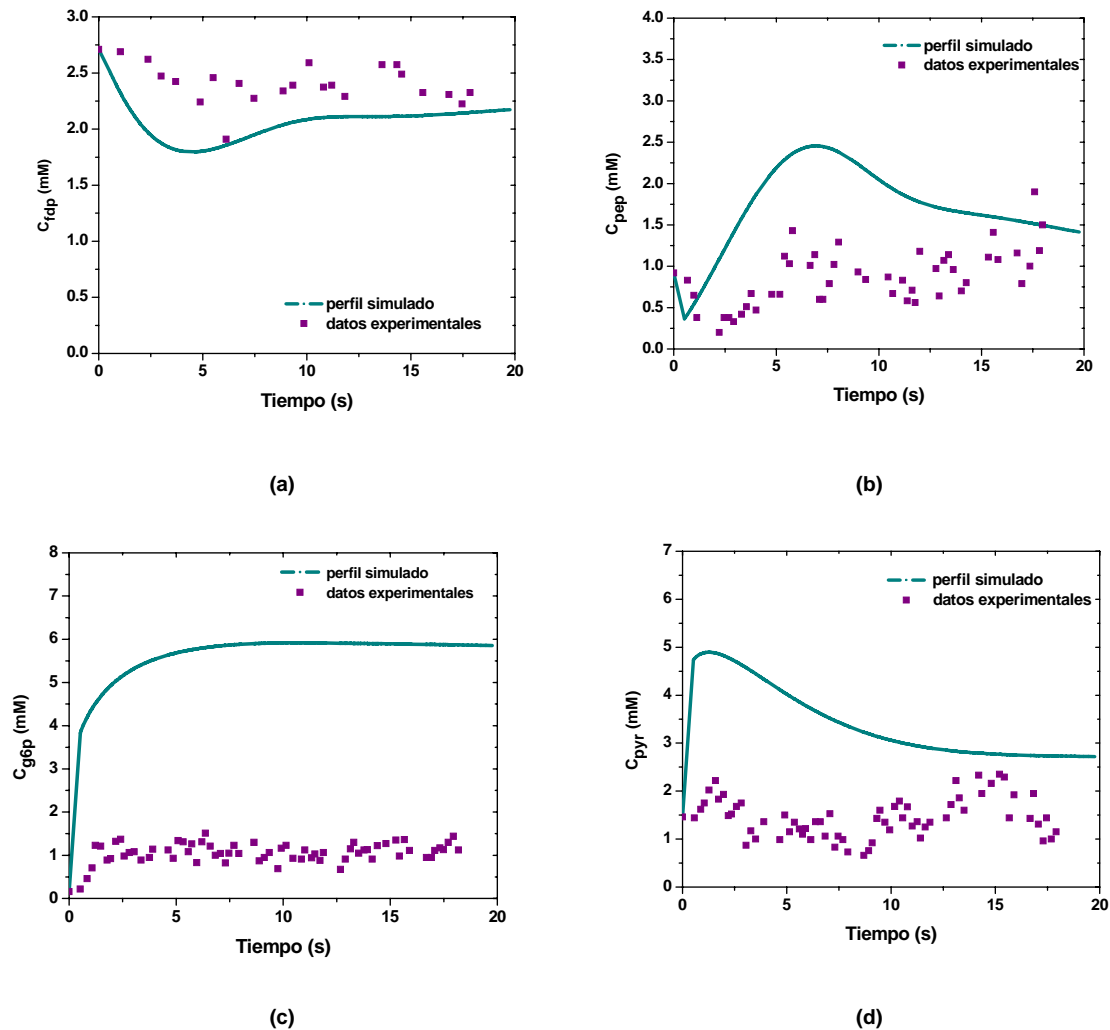 3.0
2.5
2.0
1.5
1.0
0.5
0.0
C_fdp (mM)
perfil simulado
datos experimentales
0 5 10 15 20
Tiempo (s)
(a)
4.0
3.5
3.0
2.5
2.0
1.5
1.0
0.5
0.0
C_pep (mM)
perfil simulado
datos experimentales
0 5 10 15 20
Tiempo (s)
(b)
8
7
6
5
4
3
2
1
0
C_g6p (mM)
perfil simulado
datos experimentales
0 5 10 15 20
Tiempo (s)
(c)
7
6
5
4
3
2
1
0
C_pyr (mM)
perfil simulado
datos experimentales
0 5 10 15 20
Tiempo (s)
(d)